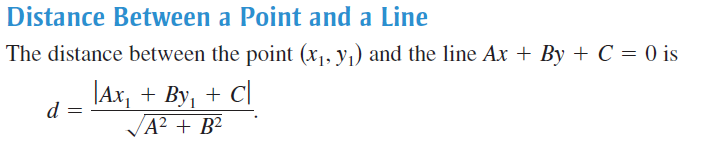 Distance Between a Point and a Line
The distance between the point (x₁, y₁) and the line Ax + By + C = 0 is
d = |Ax₁ + By₁ + C| / √A² + B².